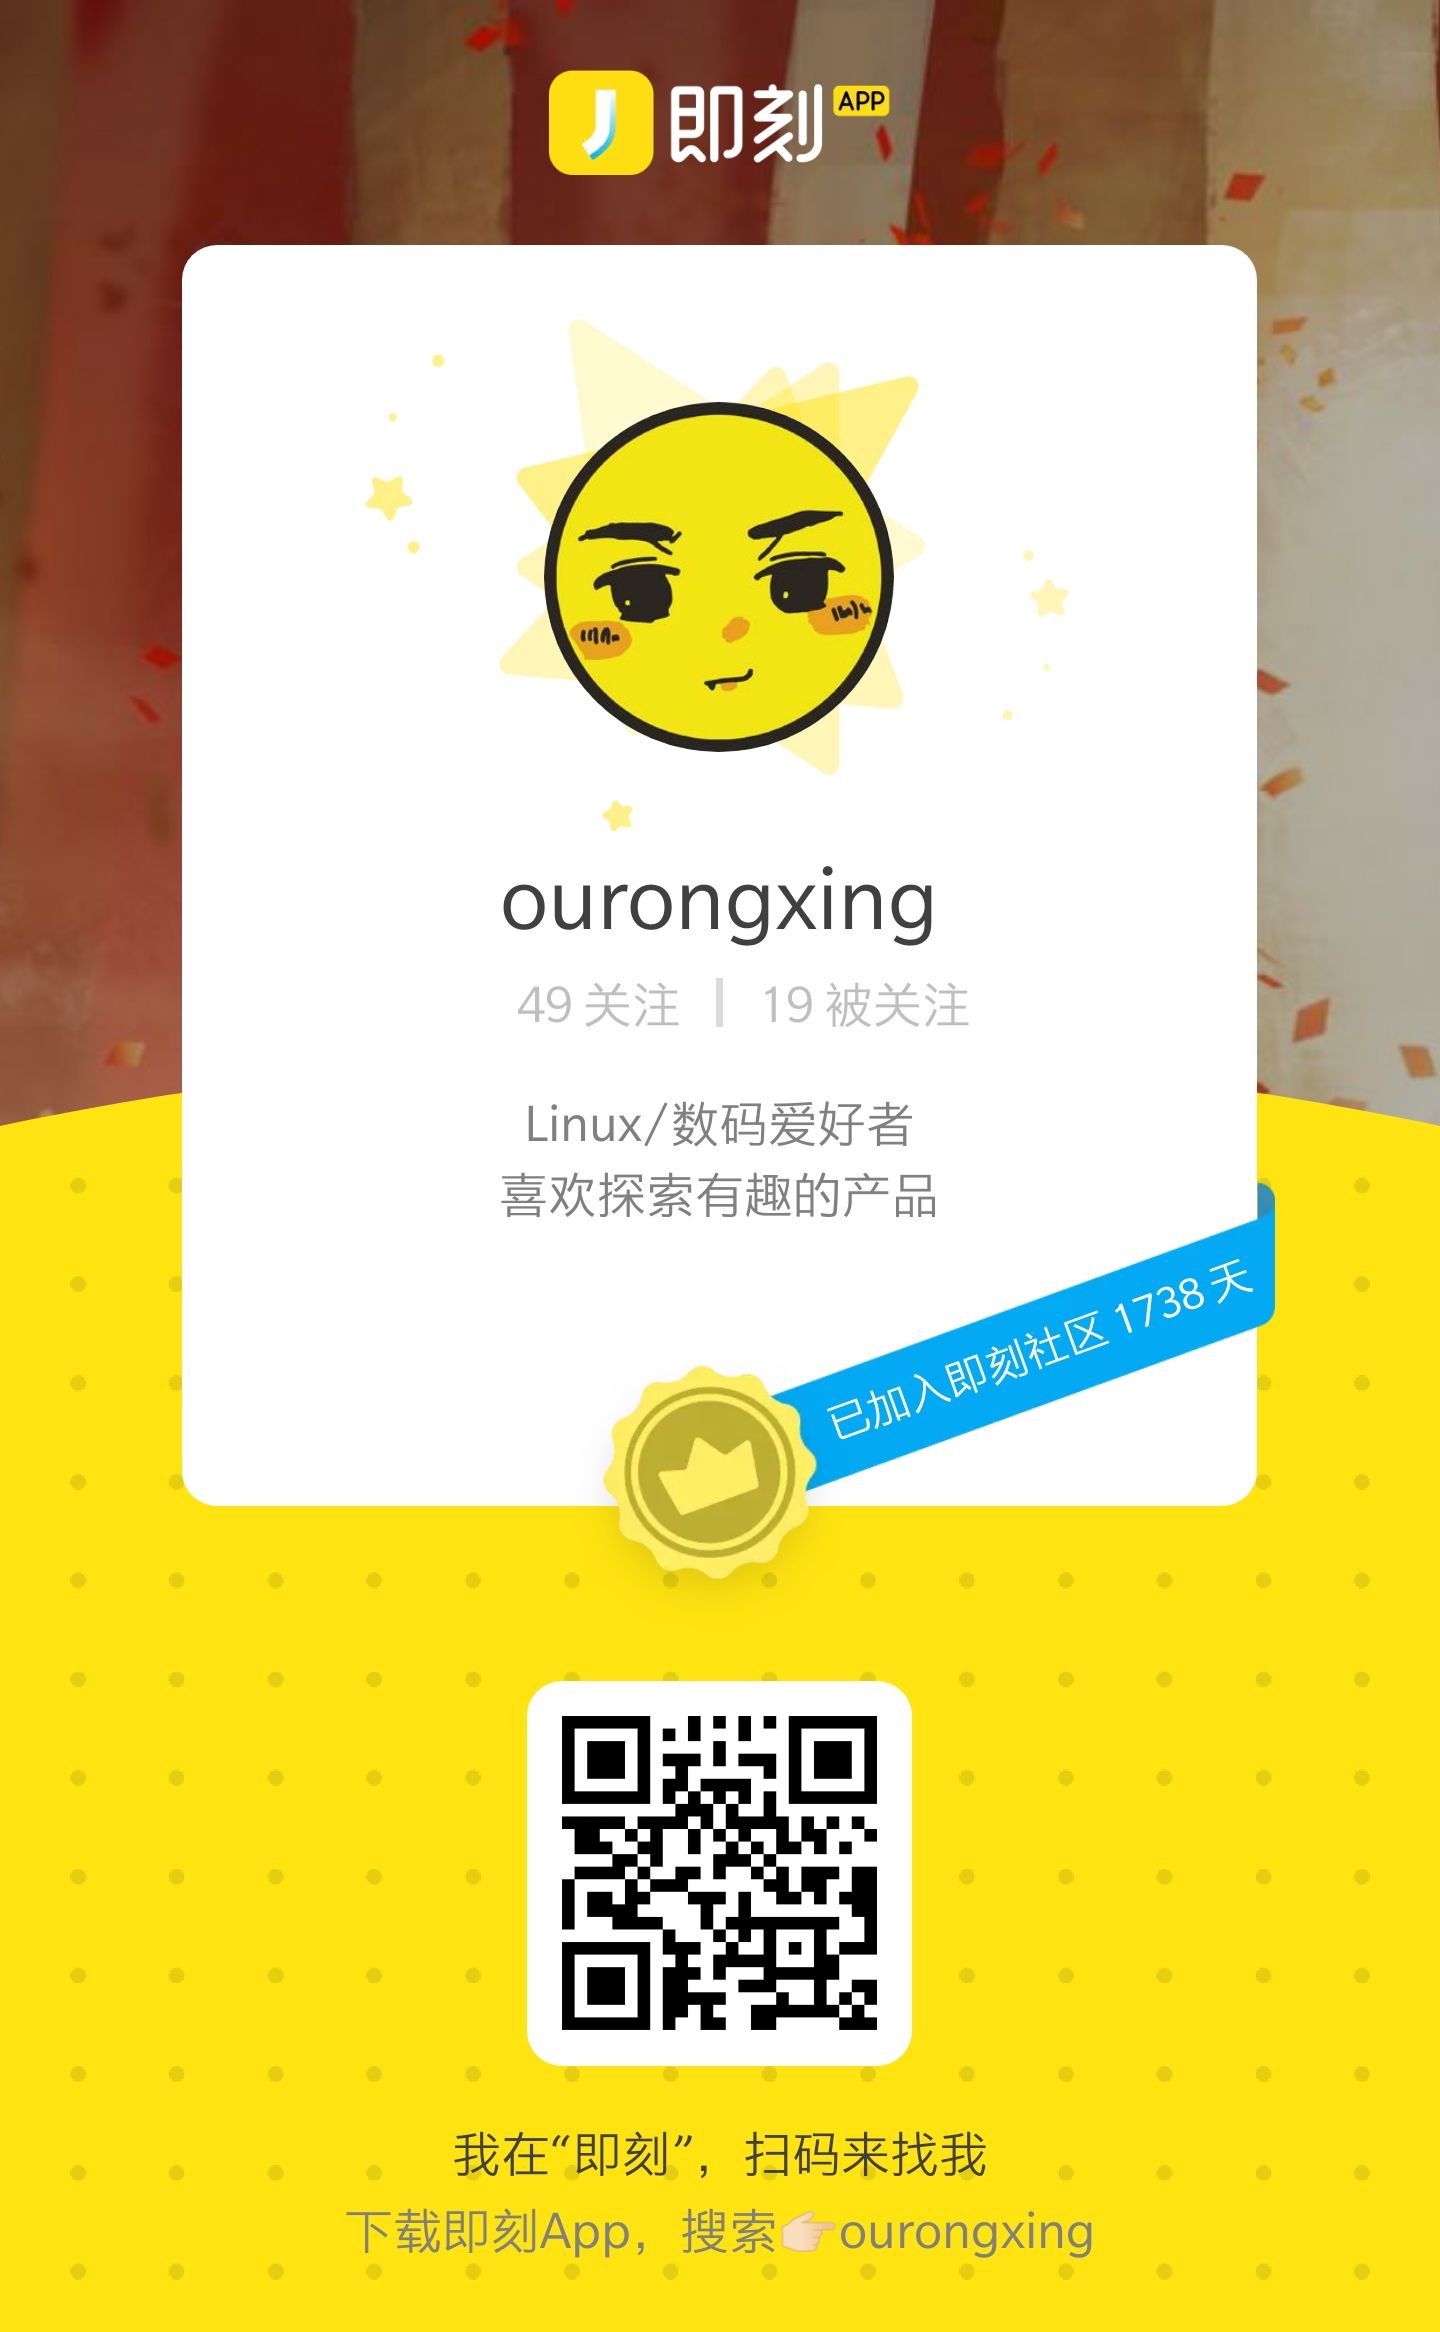 即刻 APP
ourongxing
49 关注 | 19 被关注
Linux/数码爱好者
喜欢探索有趣的产品
已加入即刻社区 1738 天
我在“即刻”，扫码来找我
下载即刻App，搜索👉🏻ourongxing